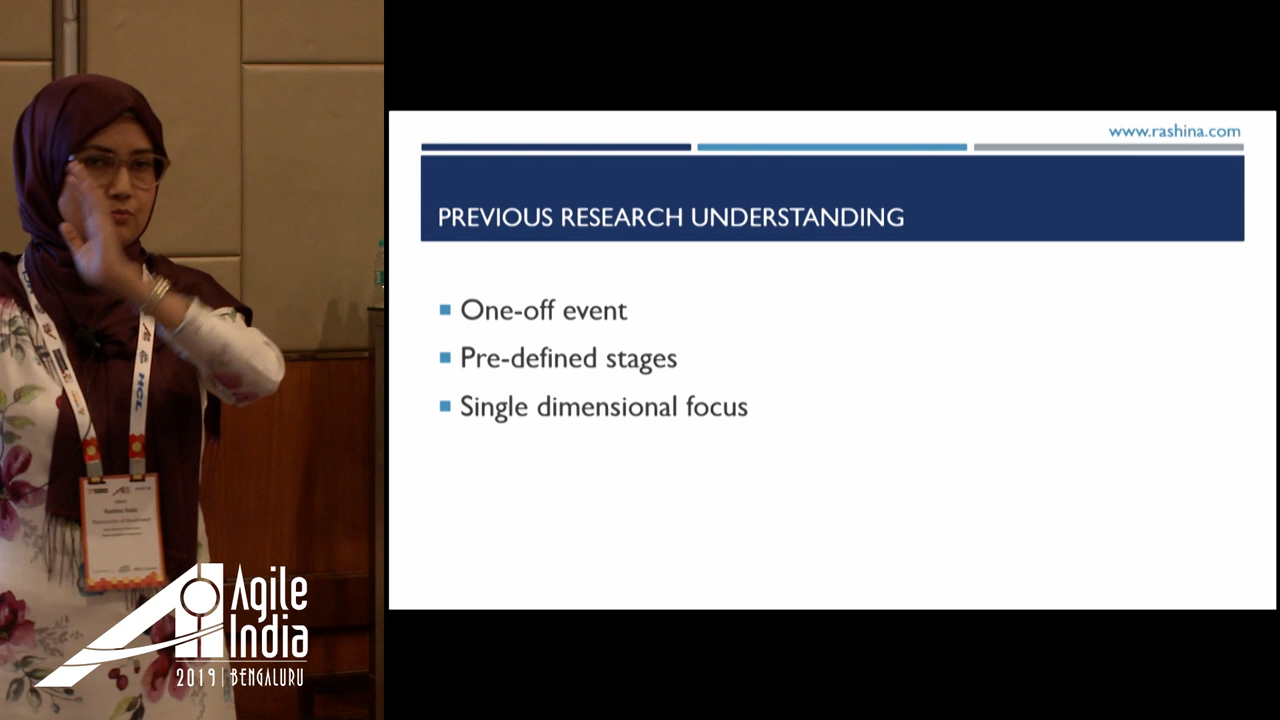 www.rashina.com
PREVIOUS RESEARCH UNDERSTANDING
One-off event
Pre-defined stages
Single dimensional focus
HCL
Agile
India
2019 | BENGALURU